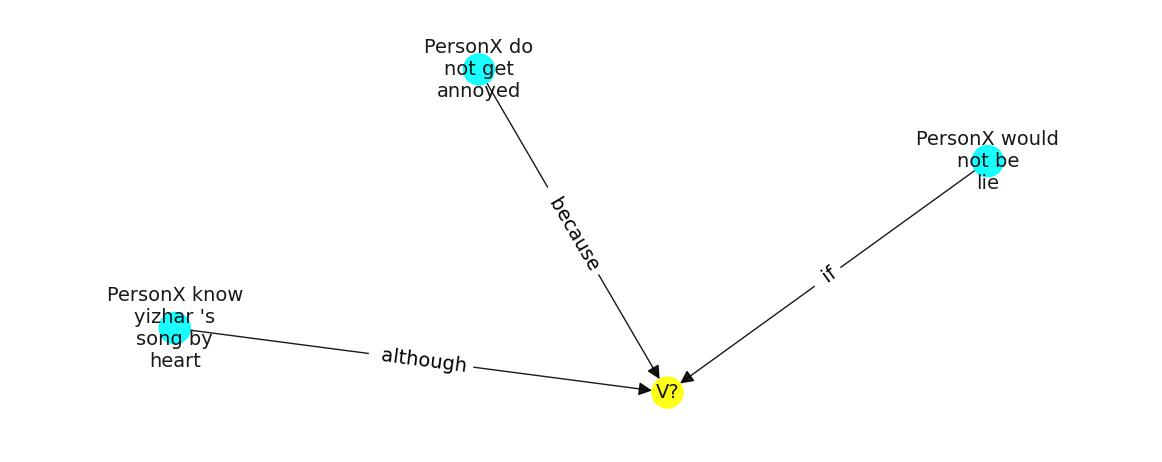 PersonX do
not get
annoyed
PersonX would
not be
lie
because
if
PersonX know
yizhar 's
song by
heart
although
V?